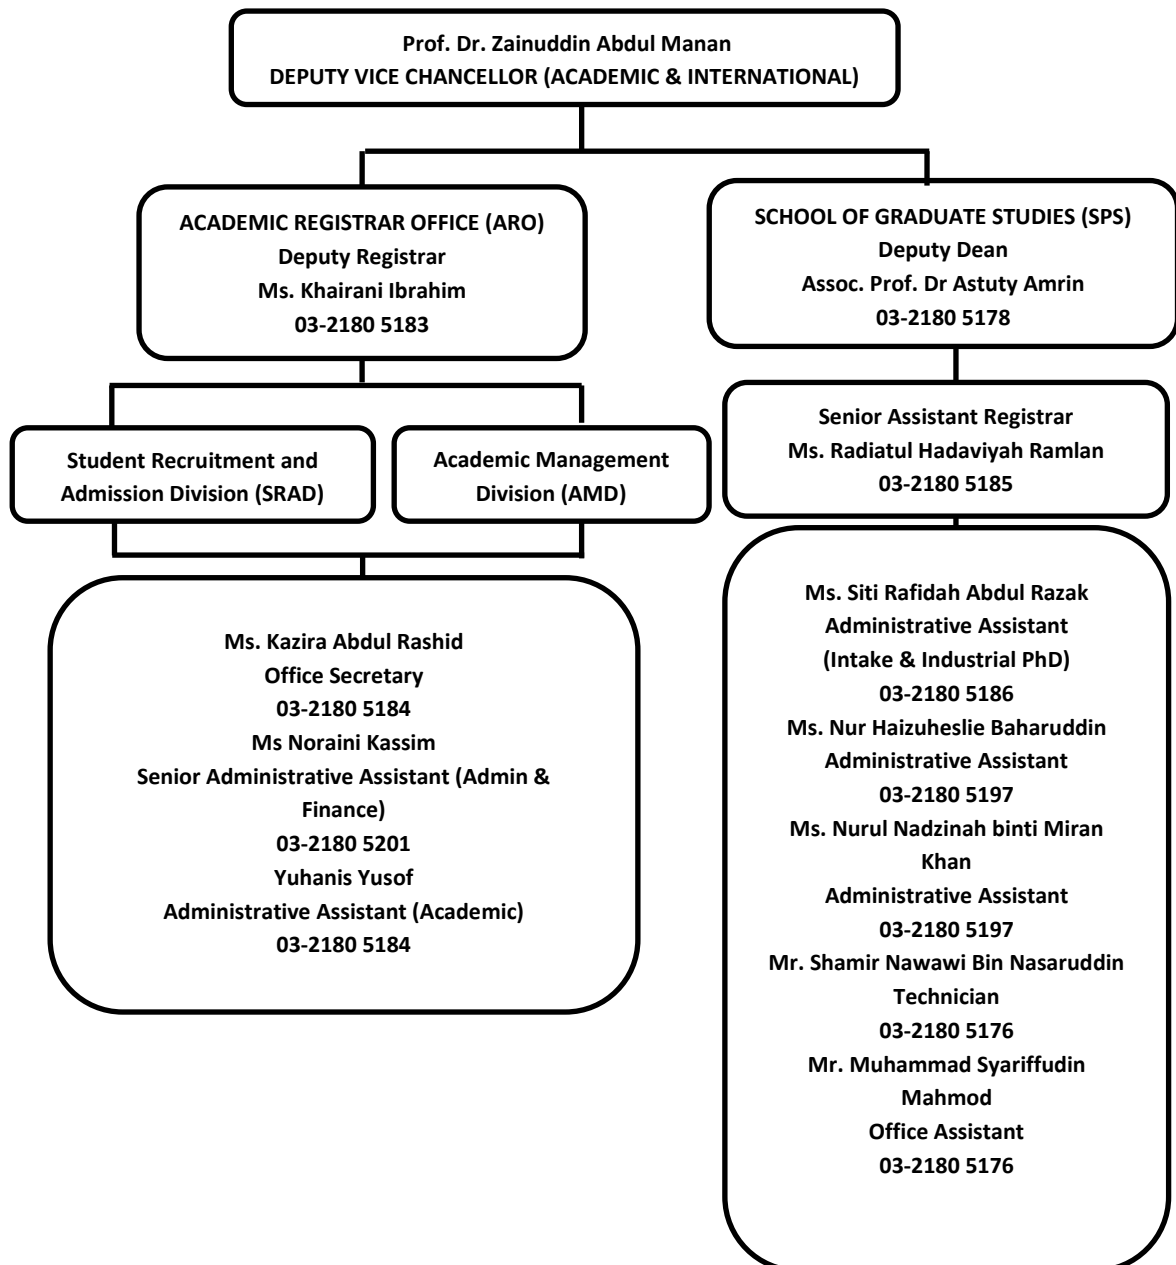 Prof. Dr. Zainuddin Abdul Manan
DEPUTY VICE CHANCELLOR (ACADEMIC & INTERNATIONAL)
ACADEMIC REGISTRAR OFFICE (ARO)
Deputy Registrar
Ms. Khairani Ibrahim
03-2180 5183
SCHOOL OF GRADUATE STUDIES (SPS)
Deputy Dean
Assoc. Prof. Dr Astuty Amrin
03-2180 5178
Student Recruitment and
Admission Division (SRAD)
Academic Management
Division (AMD)
Senior Assistant Registrar
Ms. Radiatul Hadaviyah Ramlan
03-2180 5185
Ms. Kazira Abdul Rashid
Office Secretary
03-2180 5184
Ms Noraini Kassim
Senior Administrative Assistant (Admin &
Finance)
03-2180 5201
Yuhanis Yusof
Administrative Assistant (Academic)
03-2180 5184
Ms. Siti Rafidah Abdul Razak
Administrative Assistant
(Intake & Industrial PhD)
03-2180 5186
Ms. Nur Haizuheslie Baharuddin
Administrative Assistant
03-2180 5197
Ms. Nurul Nadzinah binti Miran
Khan
Administrative Assistant
03-2180 5197
Mr. Shamir Nawawi Bin Nasaruddin
Technician
03-2180 5176
Mr. Muhammad Syariffudin
Mahmod
Office Assistant
03-2180 5176